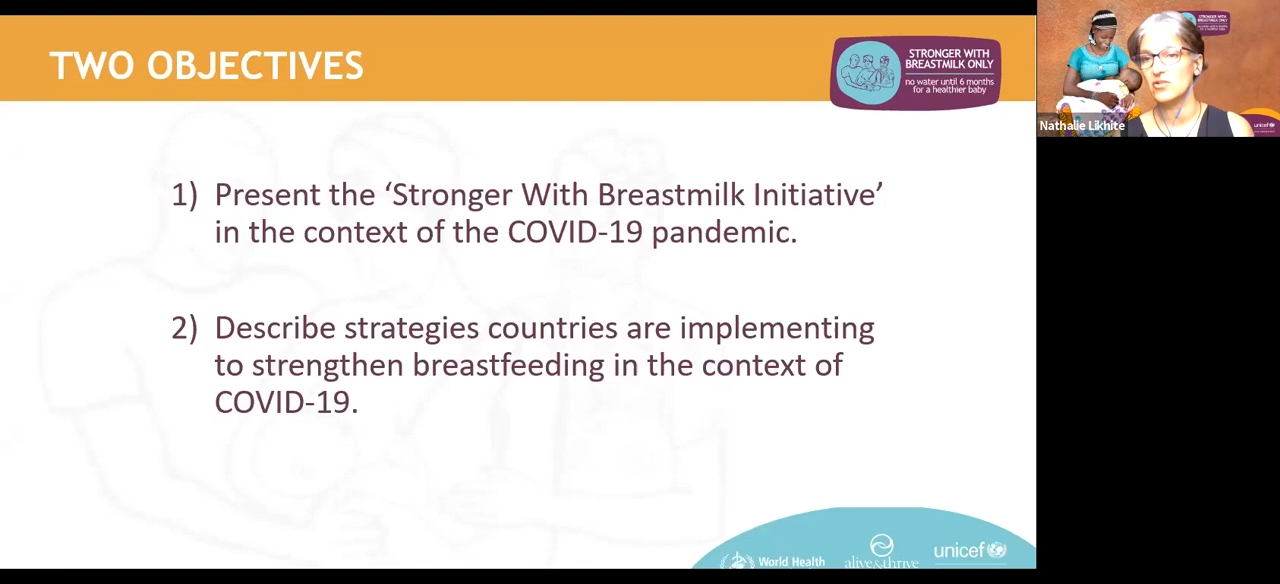 TWO OBJECTIVES
STRONGER WITH
BREASTMILK ONLY
no water until 6 months
for a healthier baby
1) Present the ‘Stronger With Breastmilk Initiative’
in the context of the COVID-19 pandemic.
2) Describe strategies countries are implementing
to strengthen breastfeeding in the context of
COVID-19.
World Health
alive&thrive
unicef
Nathalie Likhite
unicef